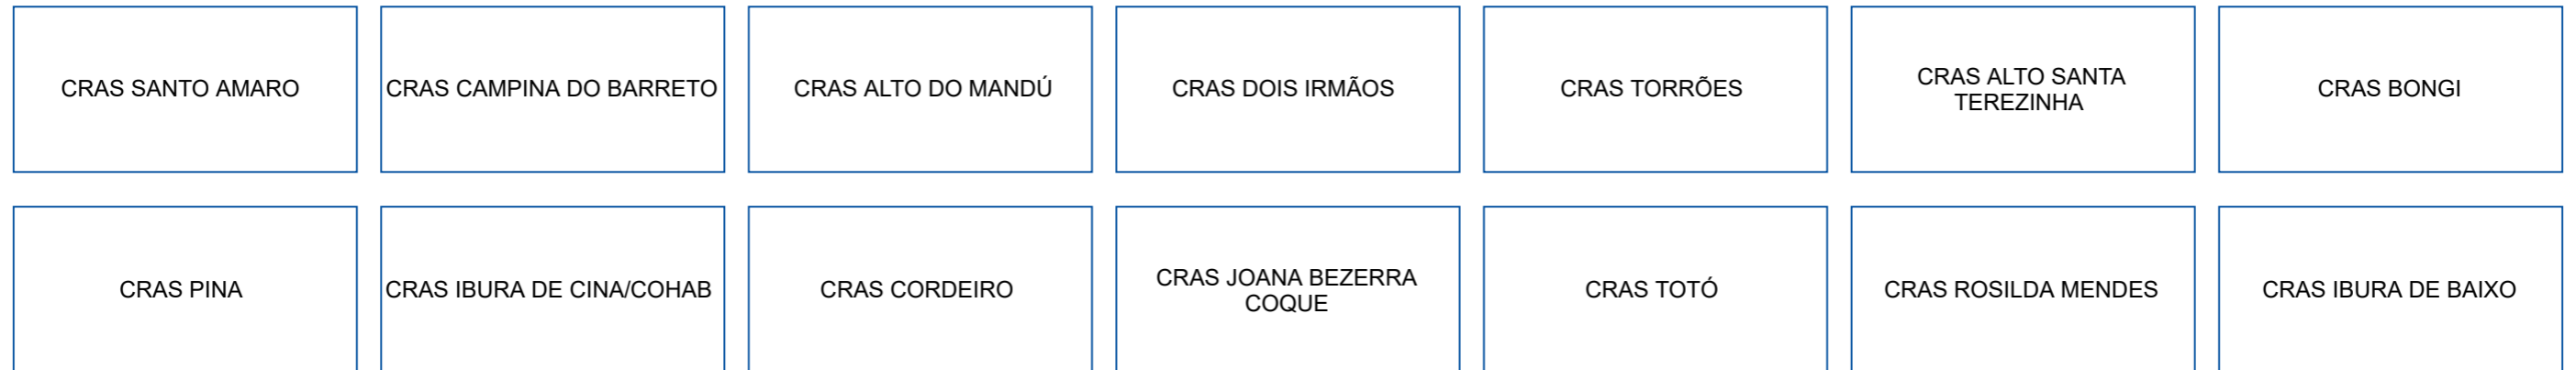 CRAS SANTO AMARO
CRAS CAMPINA DO BARRETO
CRAS ALTO DO MANDÚ
CRAS DOIS IRMÃOS
CRAS TORRÕES
CRAS ALTO SANTA
TEREZINHA
CRAS BONGI
CRAS PINA
CRAS IBURA DE CINA/COHAB
CRAS CORDEIRO
CRAS JOANA BEZERRA
COQUE
CRAS TOTÓ
CRAS ROSILDA MENDES
CRAS IBURA DE BAIXO